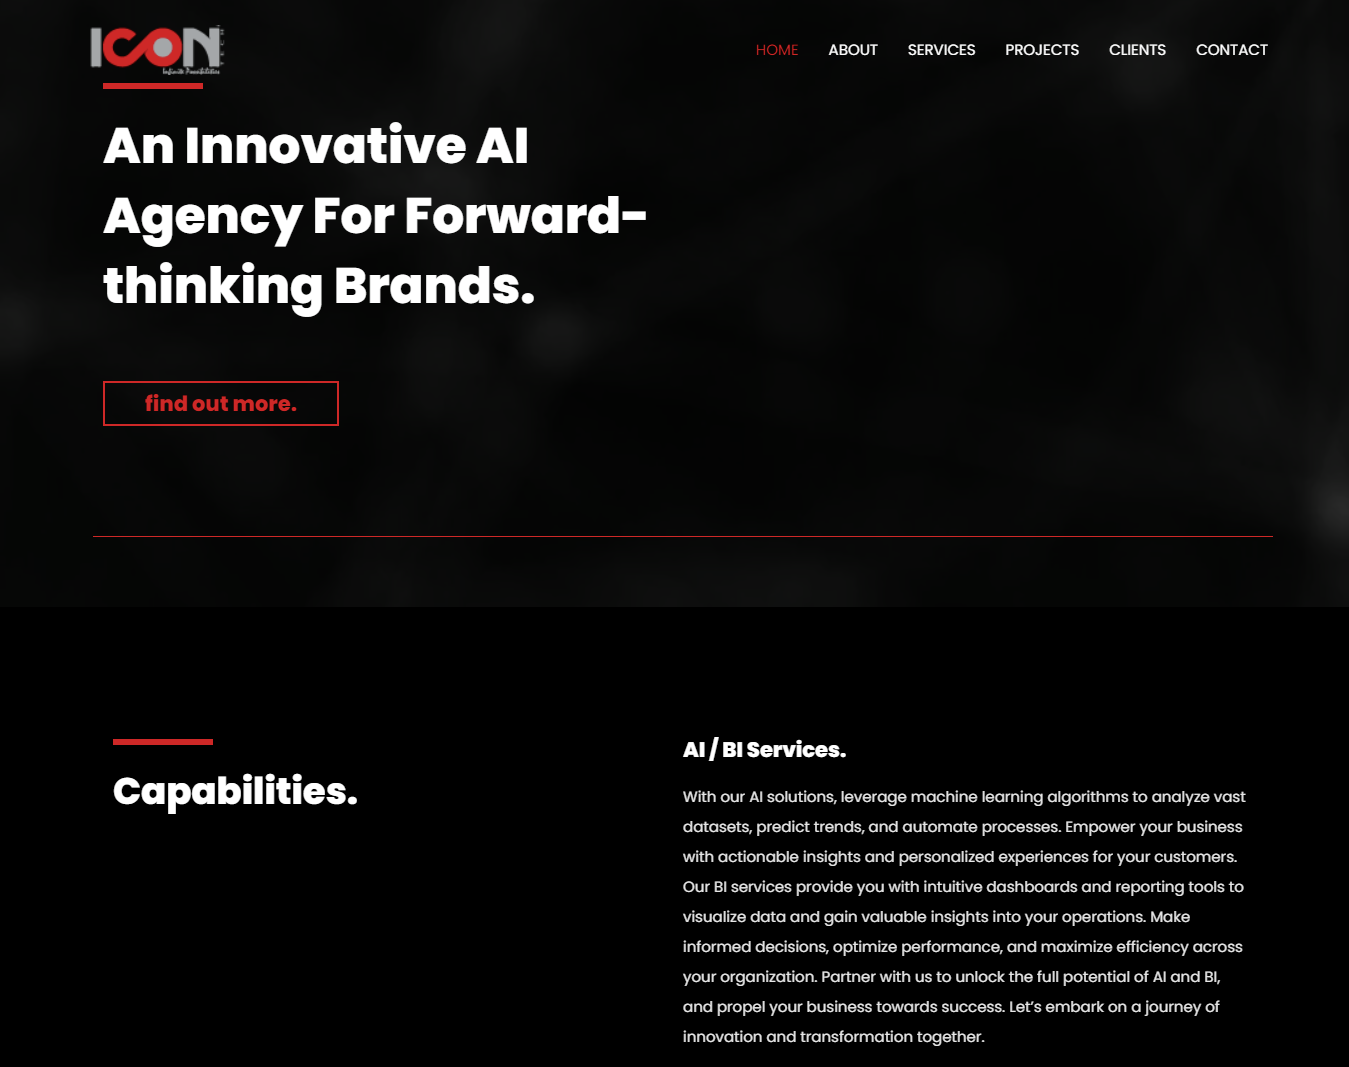 ICON
TECH
Infinite Possibilities
HOME ABOUT SERVICES PROJECTS CLIENTS CONTACT
An Innovative AI
Agency For Forward-
thinking Brands.
find out more.
Capabilities.
AI / BI Services.
With our AI solutions, leverage machine learning algorithms to analyze vast
datasets, predict trends, and automate processes. Empower your business
with actionable insights and personalized experiences for your customers.
Our BI services provide you with intuitive dashboards and reporting tools to
visualize data and gain valuable insights into your operations. Make
informed decisions, optimize performance, and maximize efficiency across
your organization. Partner with us to unlock the full potential of AI and BI,
and propel your business towards success. Let’s embark on a journey of
innovation and transformation together.